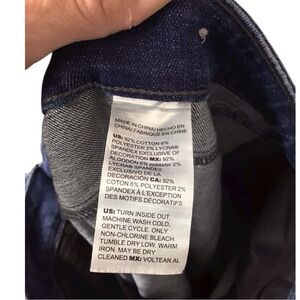 MADE IN CHINA/ HECHO EN
CHINA/ FABRIQUÉ EN CHINE
US: 92% COTTON 6%
POLYESTER 2% LYCRA®
SPANDEX EXCLUSIVE OF
DECORATION MX: 92%
ALGODON 6% poliéster 2%
LYCRA® SPANDEX
EXCLUSIVO DE LA
DECORACIÓN CA: 92%
COTON 6% POLYESTER 2%
SPANDEX À L'EXCEPTION
DES MOTIFS DÉCORATIFS
US: TURN INSIDE OUT
MACHINE WASH COLD,
GENTLE CYCLE. ONLY
NON-CHLORINE BLEACH.
TUMBLE DRY LOW. WARM
IRON. MAY BE DRY
CLEANED MX: VOLTEAR AL